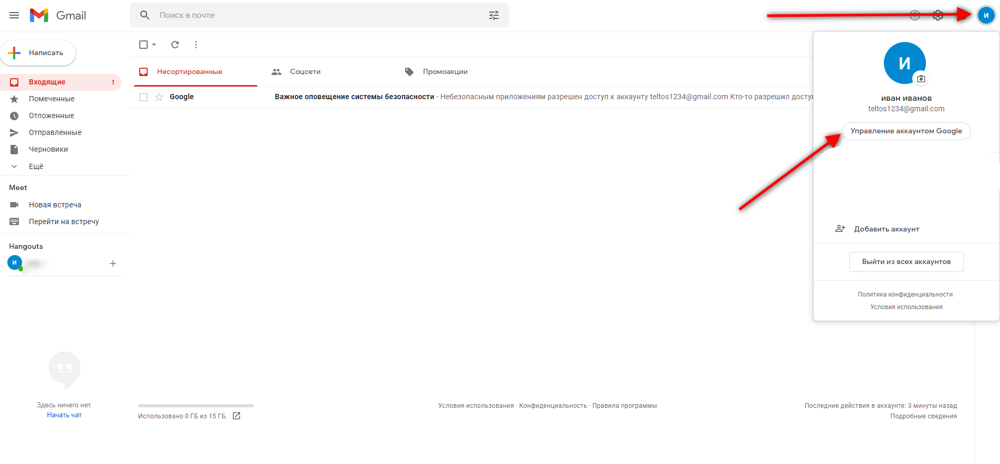 Gmail
Поиск в почте
И
Написать
Несортированные
Соцсети
Промоакции
Входящие 1
Google Важное оповещение системы безопасности - Небезопасным приложениям разрешен доступ к аккаунту teltos1234@gmail.com Кто-то разрешил досту
Помеченные
Отложенные
Отправленные
Черновики
Ещё
Meet
Новая встреча
Перейти на встречу
Hangouts
И
Здесь ничего нет.
Начать чат
И
иван иванов
teltos1234@gmail.com
Управление аккаунтом Google
Добавить аккаунт
Выйти из всех аккаунтов
Политика конфиденциальности
Условия использования
Использовано 0 ГБ из 15 ГБ.
Условия использования · Конфиденциальность · Правила программы
Последние действия в аккаунте: 3 минуты назад
Подробные сведения